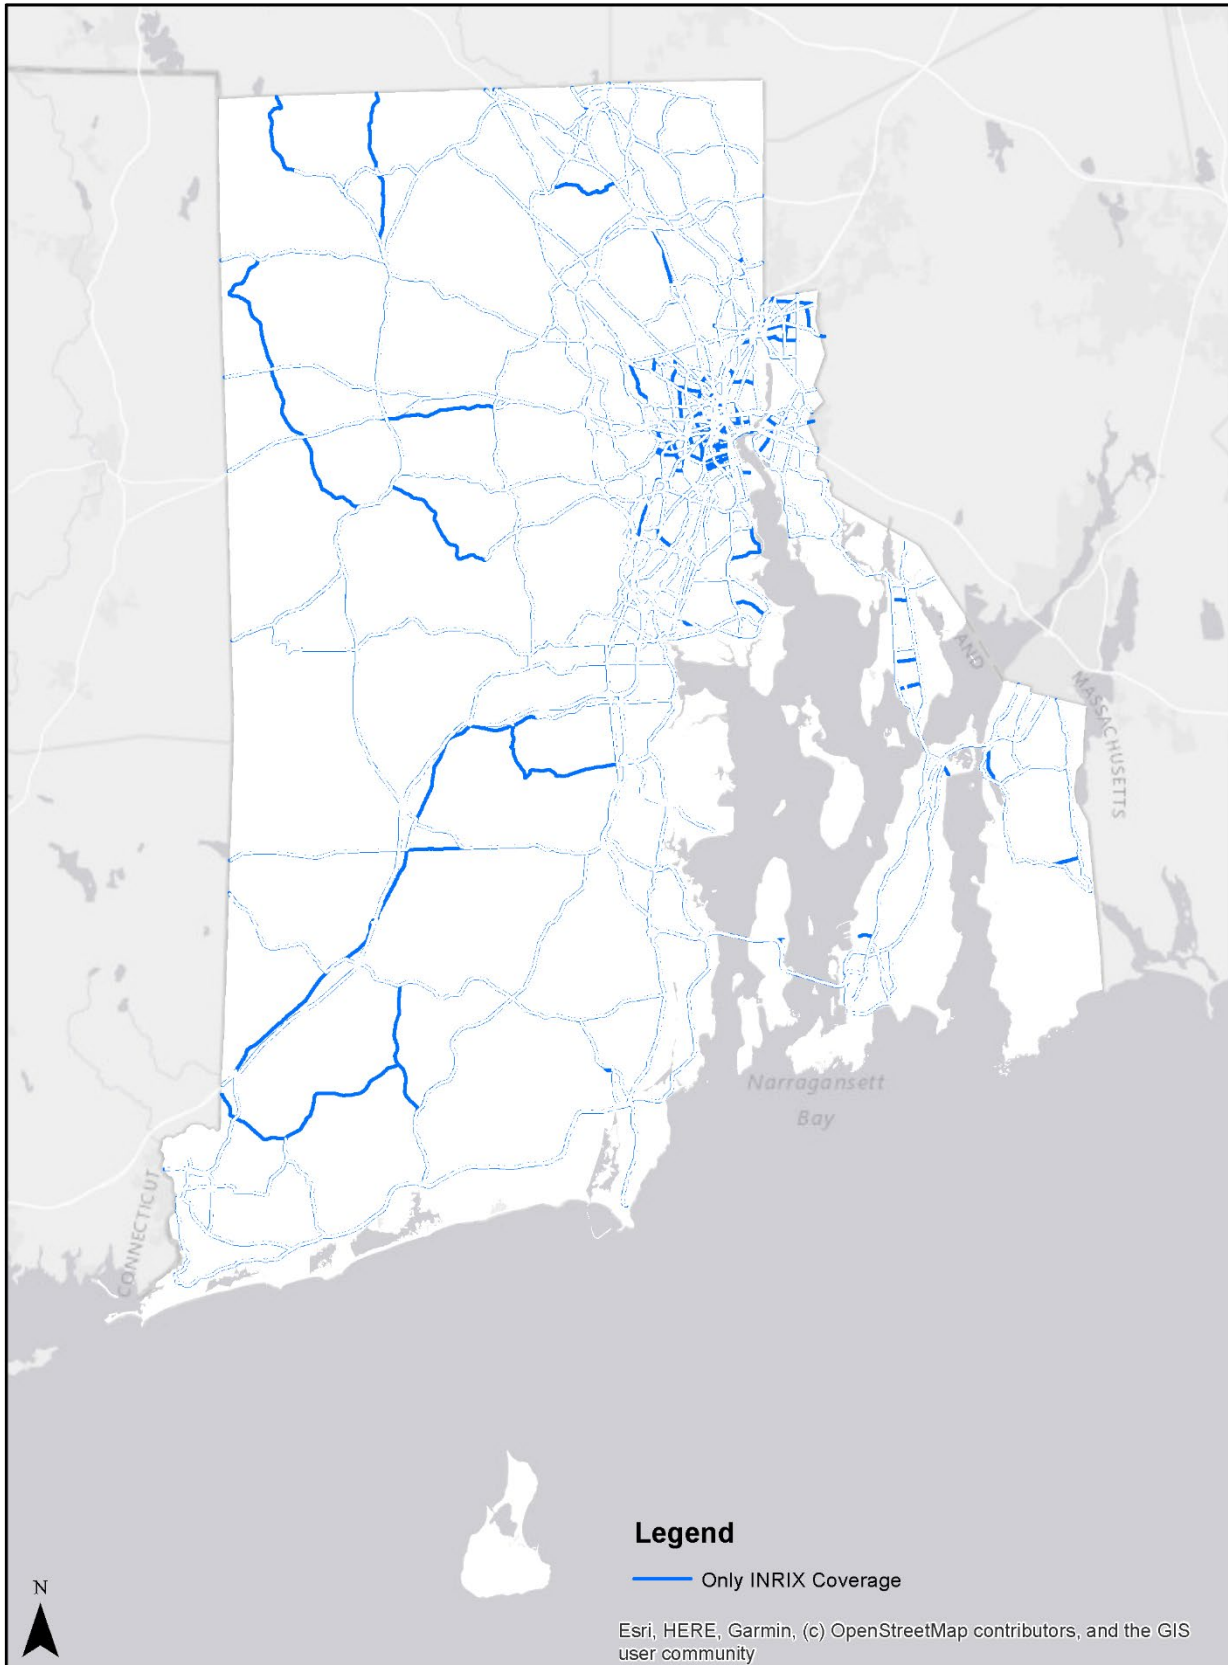 AND
MASSACHUSETTS
Narragansett
Bay
CONNECTICUT
Legend
Only INRIX Coverage
N
Esri, HERE, Garmin, (c) OpenStreetMap contributors, and the GIS
user community